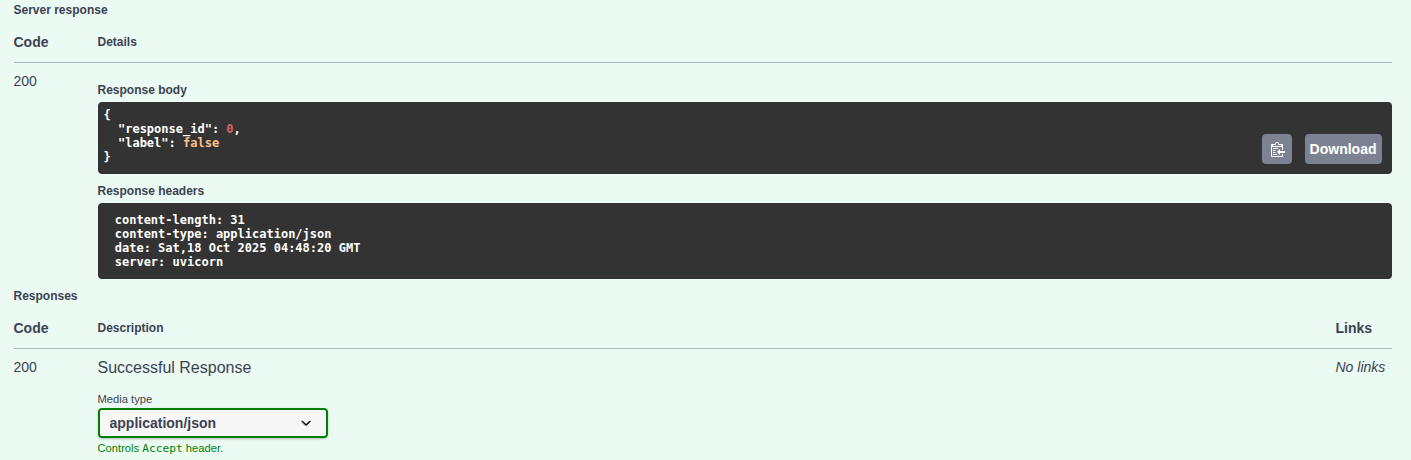 Server response
Code Details
200
Response body
{
  "response_id": 0,
  "label": false
}
Download
Response headers
content-length: 31
content-type: application/json
date: Sat,18 Oct 2025 04:48:20 GMT
server: uvicorn
Responses
Code Description Links
200 Successful Response No links
Media type
application/json
Controls Accept header.